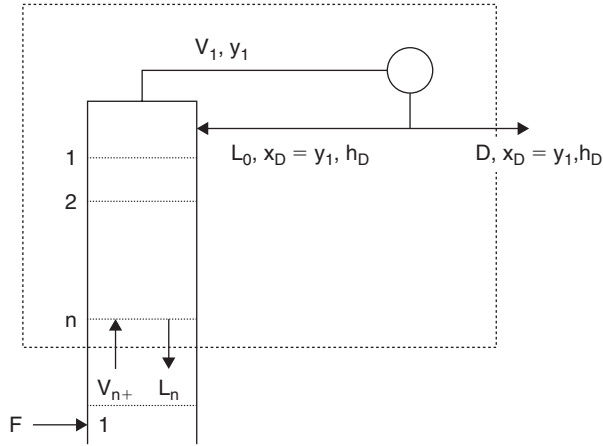 V1, y1
L0, xD = y1, hD
D, xD = y1,hD
1
2
n
Vn+
Ln
F
1